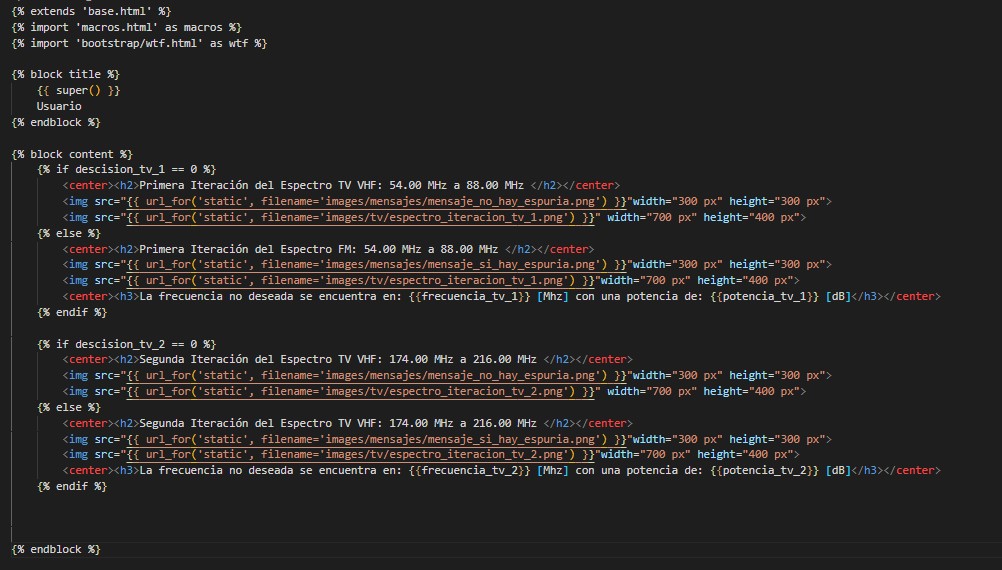 {% extends 'base.html' %}
{% import 'macros.html' as macros %}
{% import 'bootstrap/wtf.html' as wtf %}
{% block title %}
{{ super() }}
Usuario
{% endblock %}
{% block content %}
{% if descision_tv_1 == 0 %}
<center><h2>Primera Iteración del Espectro TV VHF: 54.00 MHz a 88.00 MHz </h2></center>
<img src="{{ url_for('static', filename='images/mensajes/mensaje_no_hay_espuria.png') }}"width="300 px" height="300 px">
<img src="{{ url_for('static', filename='images/tv/espectro_iteracion_tv_1.png') }}" width="700 px" height="400 px">
{% else %}
<center><h2>Primera Iteración del Espectro FM: 54.00 MHz a 88.00 MHz </h2></center>
<img src="{{ url_for('static', filename='images/mensajes/mensaje_si_hay_espuria.png') }}"width="300 px" height="300 px">
<img src="{{ url_for('static', filename='images/tv/espectro_iteracion_tv_1.png') }}"width="700 px" height="400 px">
<center><h3>La frecuencia no deseada se encuentra en: {{frecuencia_tv_1}} [Mhz] con una potencia de: {{potencia_tv_1}} [dB]</h3></center>
{% endif %}
{% if descision_tv_2 == 0 %}
<center><h2>Segunda Iteración del Espectro TV VHF: 174.00 MHz a 216.00 MHz </h2></center>
<img src="{{ url_for('static', filename='images/mensajes/mensaje_no_hay_espuria.png') }}"width="300 px" height="300 px">
<img src="{{ url_for('static', filename='images/tv/espectro_iteracion_tv_2.png') }}" width="700 px" height="400 px">
{% else %}
<center><h2>Segunda Iteración del Espectro TV VHF: 174.00 MHz a 216.00 MHz </h2></center>
<img src="{{ url_for('static', filename='images/mensajes/mensaje_si_hay_espuria.png') }}"width="300 px" height="300 px">
<img src="{{ url_for('static', filename='images/tv/espectro_iteracion_tv_2.png') }}"width="700 px" height="400 px">
<center><h3>La frecuencia no deseada se encuentra en: {{frecuencia_tv_2}} [Mhz] con una potencia de: {{potencia_tv_2}} [dB]</h3></center>
{% endif %}
{% endblock %}